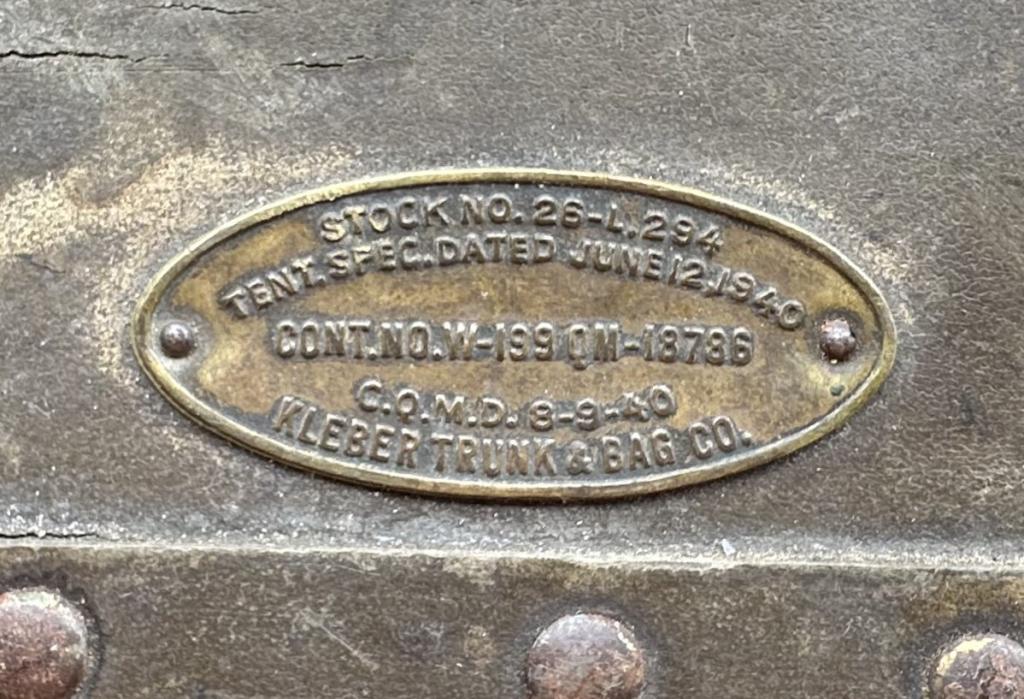 STOCK NO. 26-L.294
TENT. SPEC. DATED JUNE 12, 1940
CONT. NO. W-199 QM-18786
C.Q.M.D. 8-9-40
KLEBER TRUNK & BAG CO.